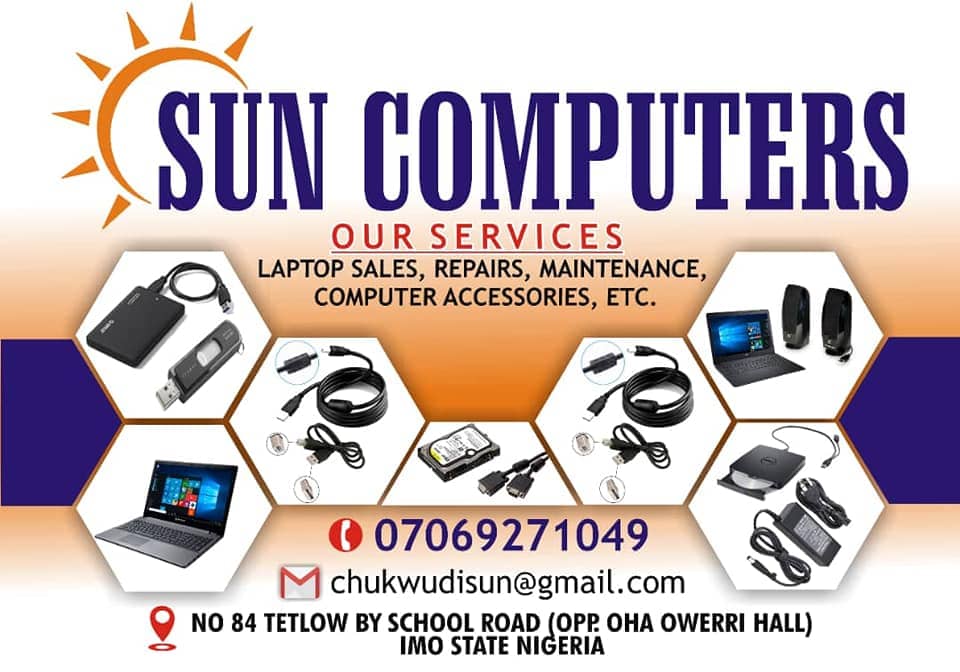 SUN COMPUTERS
OUR SERVICES
LAPTOP SALES, REPAIRS, MAINTENANCE,
COMPUTER ACCESSORIES, ETC.
07069271049
chukwudisun@gmail.com
NO 84 TETLOW BY SCHOOL ROAD (OPP. OHA OWERRI HALL)
IMO STATE NIGERIA